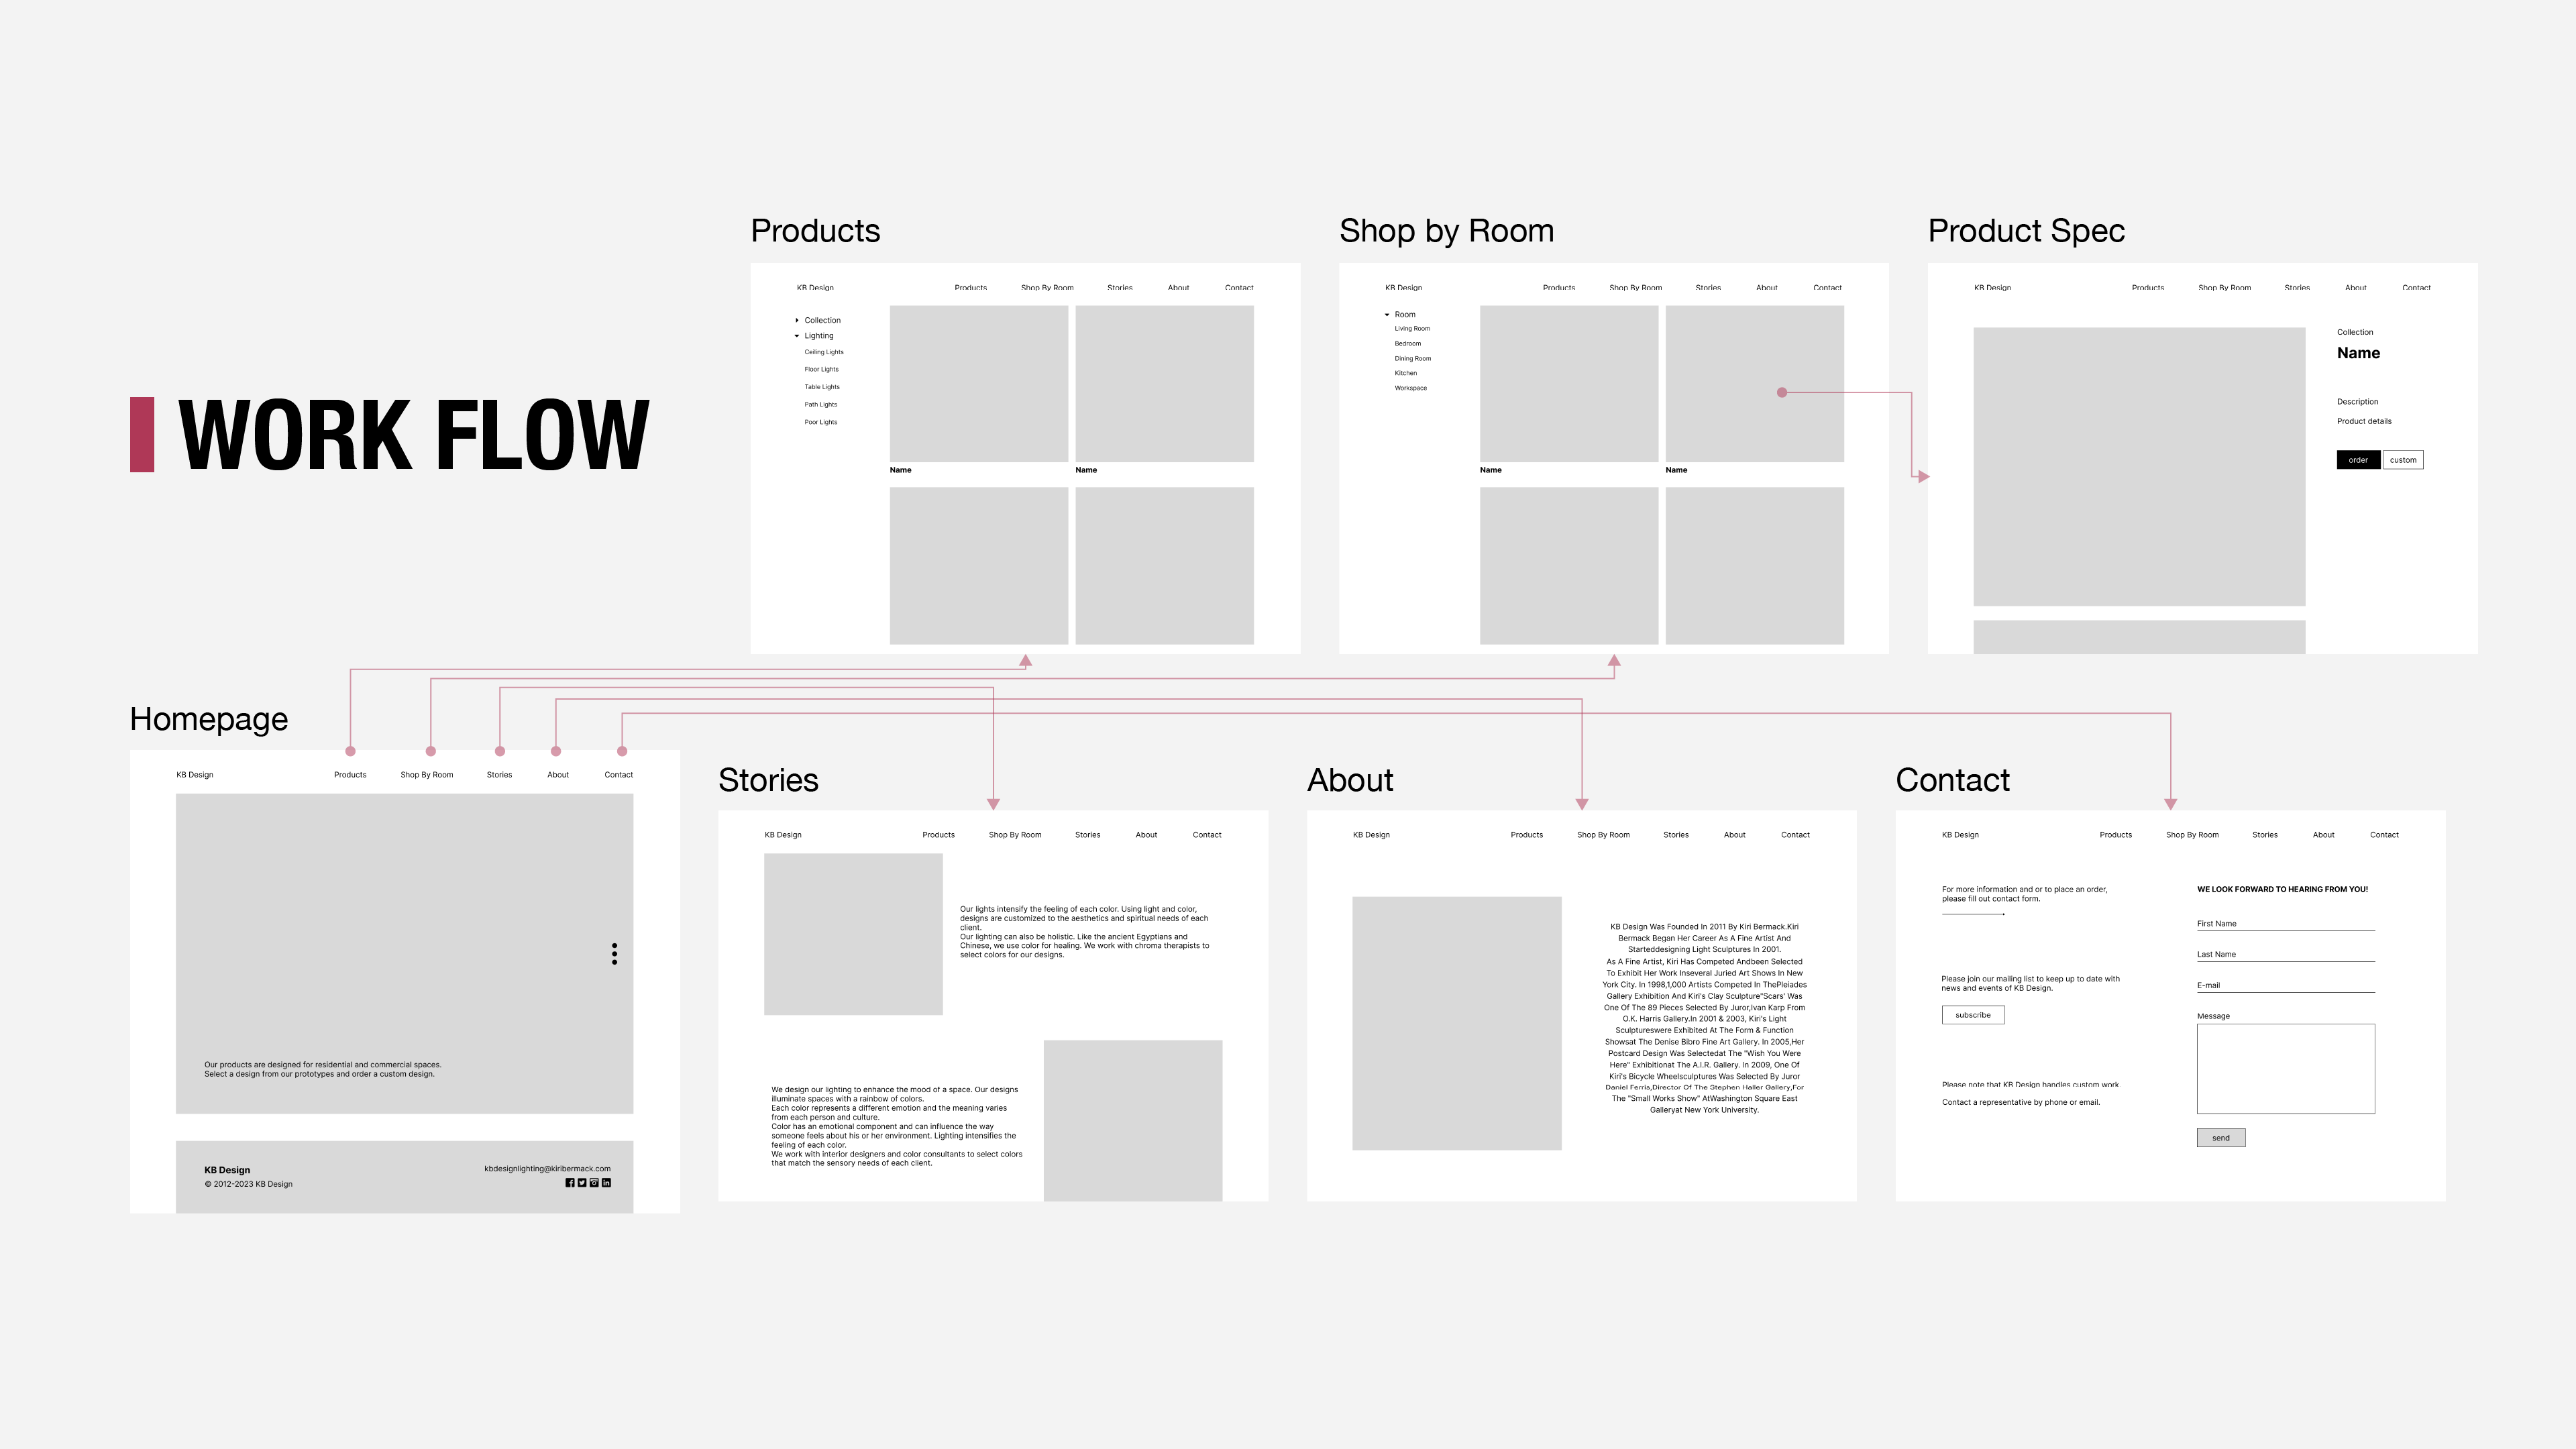 WORK FLOW
Products
KB Design Products Shop By Room Stories About Contact
Collection
Lighting
Ceiling Lights
Floor Lights
Table Lights
Path Lights
Poor Lights
Name Name
Shop by Room
KB Design Products Shop By Room Stories About Contact
Room
Living Room
Bedroom
Dining Room
Kitchen
Workspace
Name Name
Product Spec
KB Design Products Shop By Room Stories About Contact
Collection
Name
Description
Product details
order custom
Homepage
KB Design Products Shop By Room Stories About Contact
Our products are designed for residential and commercial spaces.
Select a design from our prototypes and order a custom design.
KB Design
© 2012-2023 KB Design
kbdesignlighting@kiribermack.com
Stories
KB Design Products Shop By Room Stories About Contact
Our lights intensify the feeling of each color. Using light and color,
designs are customized to the aesthetics and spiritual needs of each
client.
Our lighting can also be holistic. Like the ancient Egyptians and
Chinese, we use color for healing. We work with chroma therapists to
select colors for our designs.
We design our lighting to enhance the mood of a space. Our designs
illuminate spaces with a rainbow of colors.
Each color represents a different emotion and the meaning varies
from each person and culture.
Color has an emotional component and can influence the way
someone feels about his or her environment. Lighting intensifies the
feeling of each color.
We work with interior designers and color consultants to select colors
that match the sensory needs of each client.
About
KB Design Products Shop By Room Stories About Contact
KB Design Was Founded In 2011 By Kiri Bermack.Kiri
Bermack Began Her Career As A Fine Artist And
Starteddesigning Light Sculptures In 2001.
As A Fine Artist, Kiri Has Competed Andbeen Selected
To Exhibit Her Work Inseveral Juried Art Shows In New
York City. In 1998,1,000 Artists Competed In ThePleiades
Gallery Exhibition And Kiri's Clay Sculpture"Scars' Was
One Of The 89 Pieces Selected By Juror,Ivan Karp From
O.K. Harris Gallery.In 2001 & 2003, Kiri's Light
Sculptureswere Exhibited At The Form & Function
Showsat The Denise Bibro Fine Art Gallery. In 2005,Her
Postcard Design Was Selectedat The "Wish You Were
Here" Exhibitionat The A.I.R. Gallery. In 2009, One Of
Kiri's Bicycle Wheelsculptures Was Selected By Juror
Daniel Ferris,Director Of The Stephen Haller Gallery,For
The "Small Works Show" AtWashington Square East
Galleryat New York University.
Contact
KB Design Products Shop By Room Stories About Contact
For more information and or to place an order,
please fill out contact form.
Please join our mailing list to keep up to date with
news and events of KB Design.
subscribe
Please note that KB Design handles custom work.
Contact a representative by phone or email.
WE LOOK FORWARD TO HEARING FROM YOU!
First Name
Last Name
E-mail
Message
send